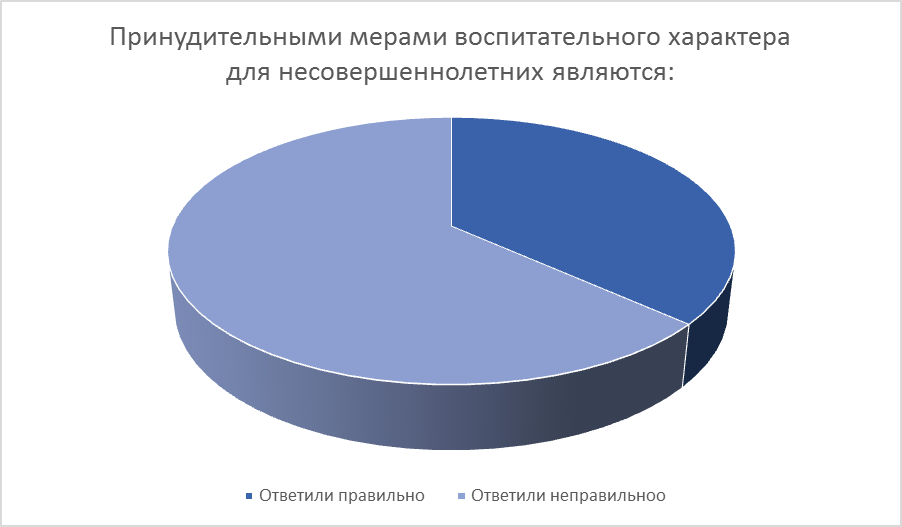 Принудительными мерами воспитательного характера
для несовершеннолетних являются:
Ответили правильно
Ответили неправильноо